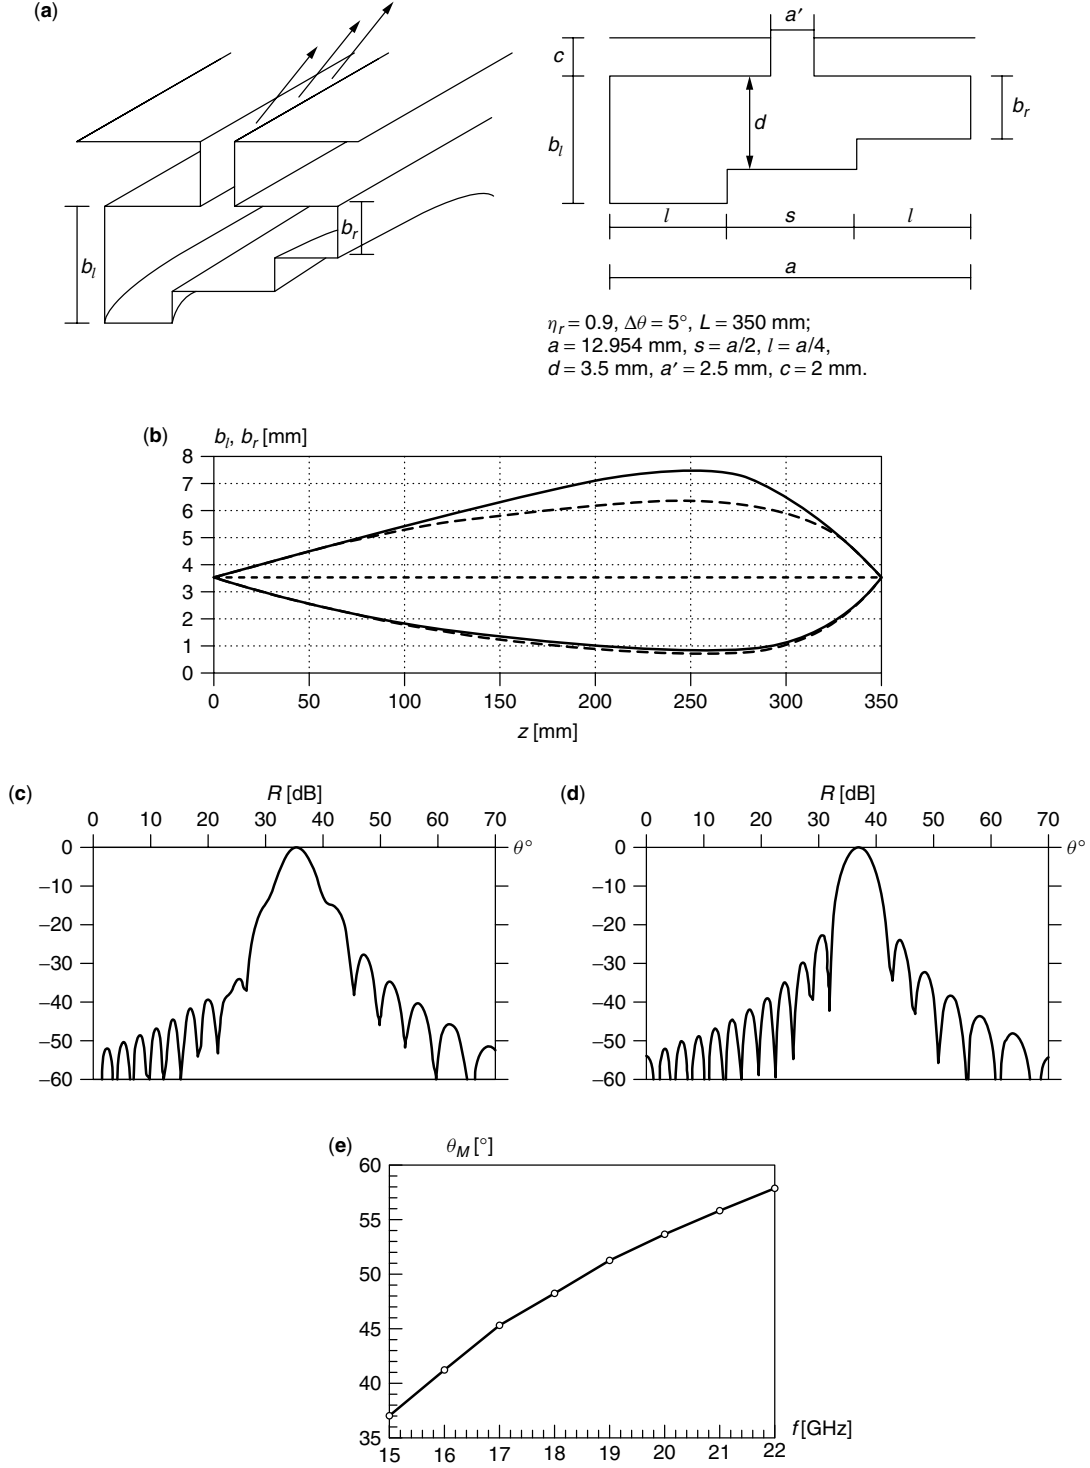 (a)
b_l
b_r
a′
c
b_l
d
b_r
l s l
a
η_r = 0.9, Δθ = 5°, L = 350 mm;
a = 12.954 mm, s = a/2, l = a/4,
d = 3.5 mm, a′ = 2.5 mm, c = 2 mm.
(b) b_l, b_r [mm]
8
7
6
5
4
3
2
1
0
0 50 100 150 200 250 300 350
z [mm]
(c) R [dB]
0 10 20 30 40 50 60 70
θ°
0
−10
−20
−30
−40
−50
−60
(d) R [dB]
0 10 20 30 40 50 60 70
θ°
0
−10
−20
−30
−40
−50
−60
(e) θ_M [°]
60
55
50
45
40
35
15 16 17 18 19 20 21 22
f [GHz]